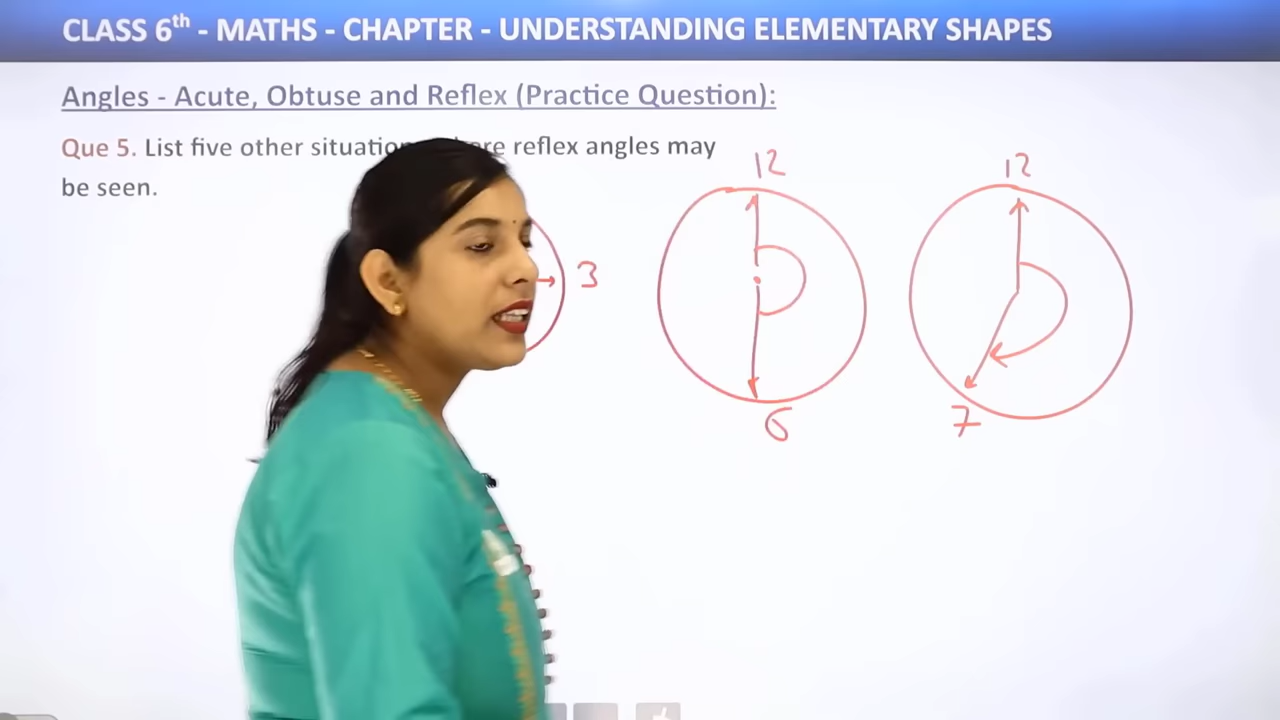 CLASS 6th - MATHS - CHAPTER - UNDERSTANDING ELEMENTARY SHAPES
Angles - Acute, Obtuse and Reflex (Practice Question):
Que 5. List five other reflex angles may
be seen.
12
12
3
6
7